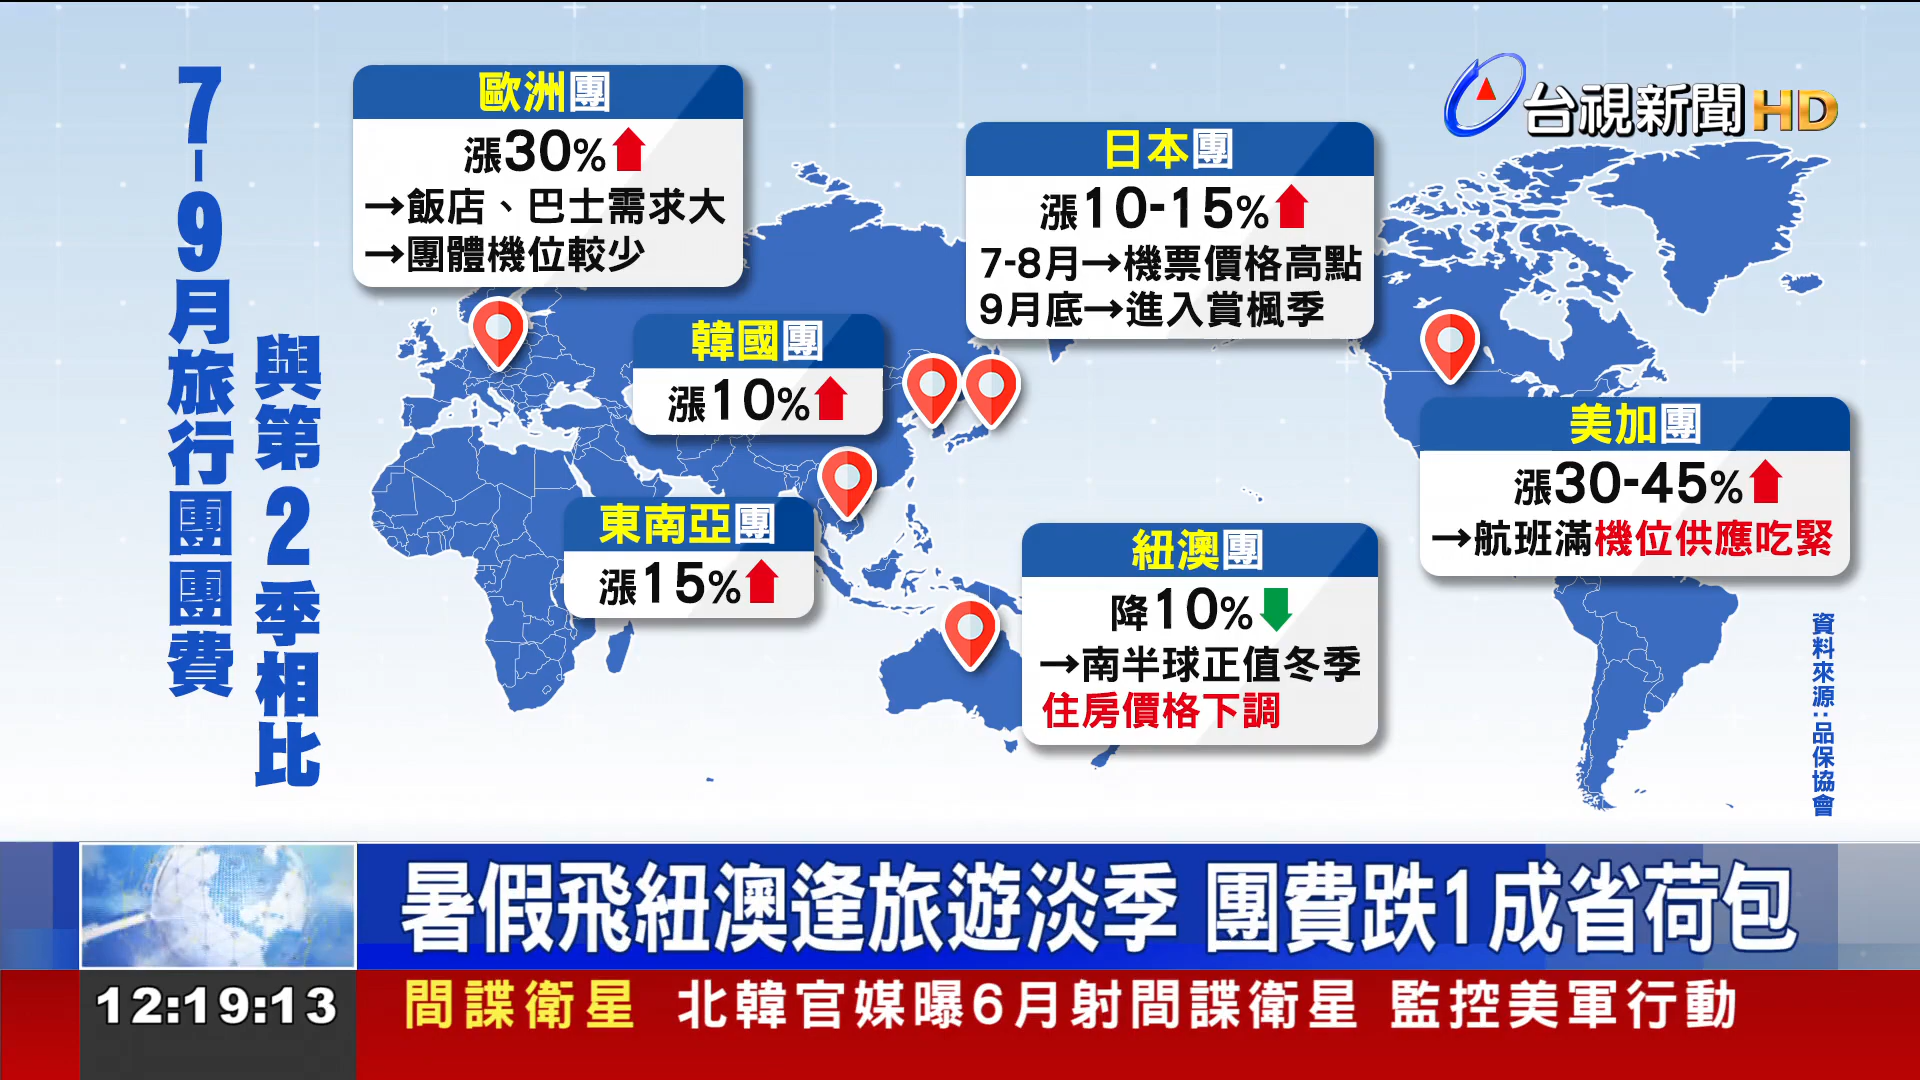 台視新聞HD
7-9月旅行團團費
與第2季相比
歐洲團
漲30%
→飯店、巴士需求大
→團體機位較少
日本團
漲10-15%
7-8月→機票價格高點
9月底→進入賞楓季
韓國團
漲10%
美加團
漲30-45%
→航班滿機位供應吃緊
東南亞團
漲15%
紐澳團
降10%
→南半球正值冬季
住房價格下調
資料來源:品保協會
暑假飛紐澳逢旅遊淡季 團費跌1成省荷包
12:19:13
間諜衛星 北韓官媒曝6月射間諜衛星 監控美軍行動